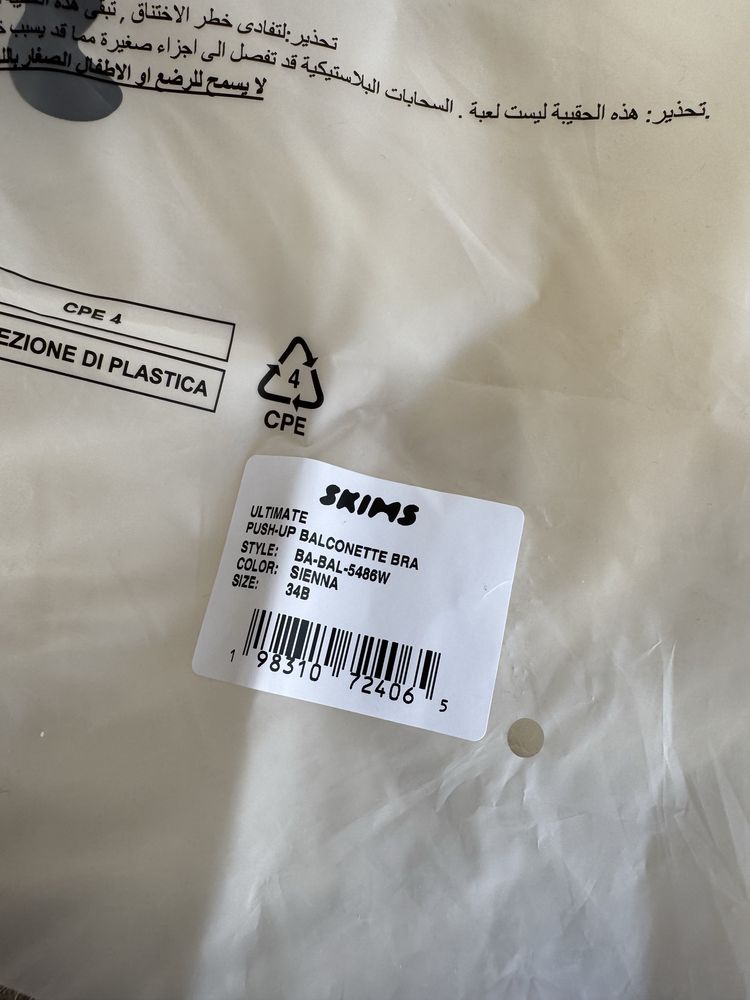 تحذير:لتفادى خطر الاختناق , تبقى هذه
السحابات البلاستيكية قد تفصل الى اجزاء صغيرة مما قد يسبب
لا يسمح للرضع او الاطفال الصغار
تحذير : هذه الحقيبة ليست لعبة .
CPE 4
EZIONE DI PLASTICA
4
CPE
SKIMS
ULTIMATE
PUSH-UP BALCONETTE BRA
STYLE: BA-BAL-5486W
COLOR: SIENNA
SIZE: 34B
1 98310 72406 5